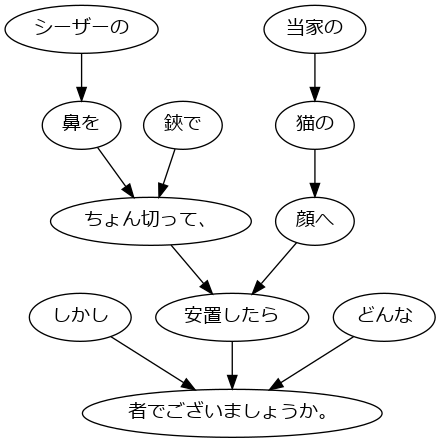 シーザーの
当家の
鼻を
鋏で
猫の
ちょん切って、
顔へ
しかし
安置したら
どんな
者でございましょうか。